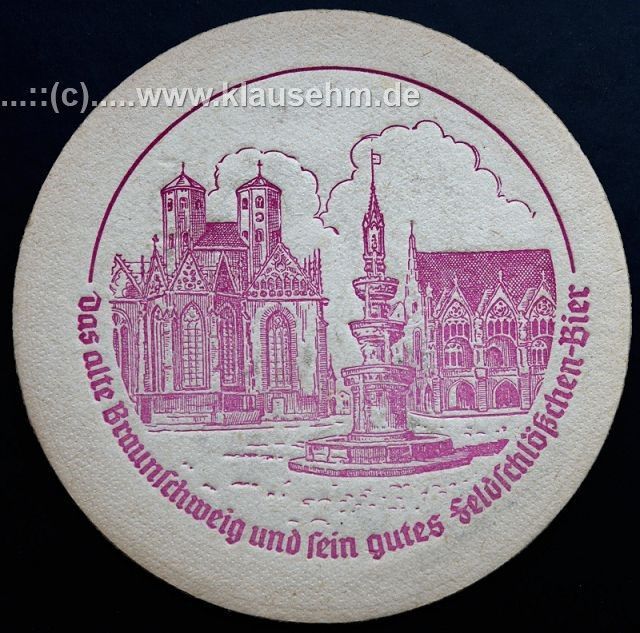 ...::(c).....www.klausehm.de
Das alte Braunschweig und sein gutes Feldschlößchen-Bier